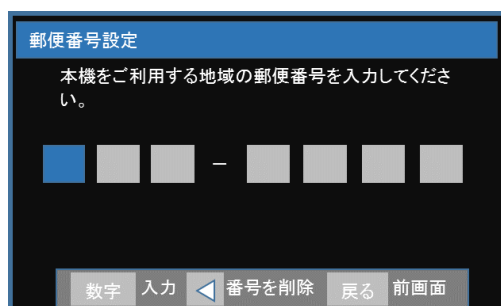 郵便番号設定
本機をご利用する地域の郵便番号を入力してくださ
い。
－
数字 入力 ◁ 番号を削除 戻る 前画面